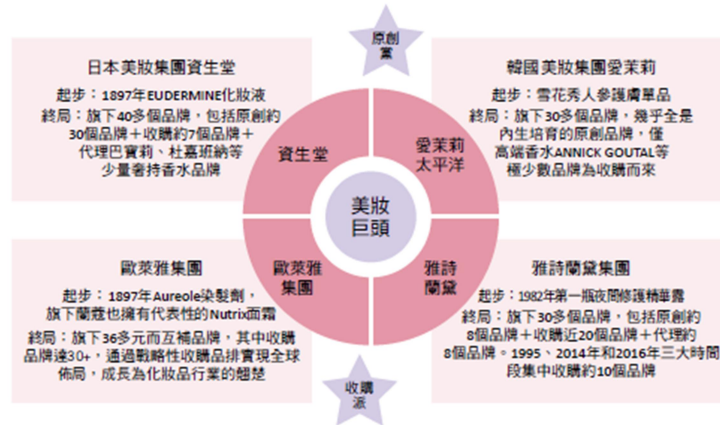 原創
黨
日本美妝集團資生堂
起步：1897年EUDERMINE化妝液
終局：旗下40多個品牌，包括原創約
30個品牌＋收購約7個品牌＋
代理巴寶莉、杜嘉班納等
少量奢持香水品牌
韓國美妝集團愛茉莉
起步：雪花秀人參護膚單品
終局：旗下30多個品牌，幾乎全是
內生培育的原創品牌，僅
高端香水ANNICK GOUTAL等
極少數品牌為收購而來
資生堂
愛茉莉
太平洋
美妝
巨頭
歐萊雅
集團
雅詩
蘭黛
歐萊雅集團
起步：1897年Aureole染髮劑，
旗下蘭蔻也擁有代表性的Nutrix面霜
終局：旗下36多元而互補品牌，其中收購
品牌達30+，通過戰略性收購品排實現全球
佈局，成長為化妝品行業的翹楚
雅詩蘭黛集團
起步：1982年第一瓶夜間修護精華露
終局：旗下30多個品牌，包括原創約
8個品牌＋收購近20個品牌＋代理約
8個品牌。1995、2014年和2016年三大時間
段集中收購約10個品牌
收購
派